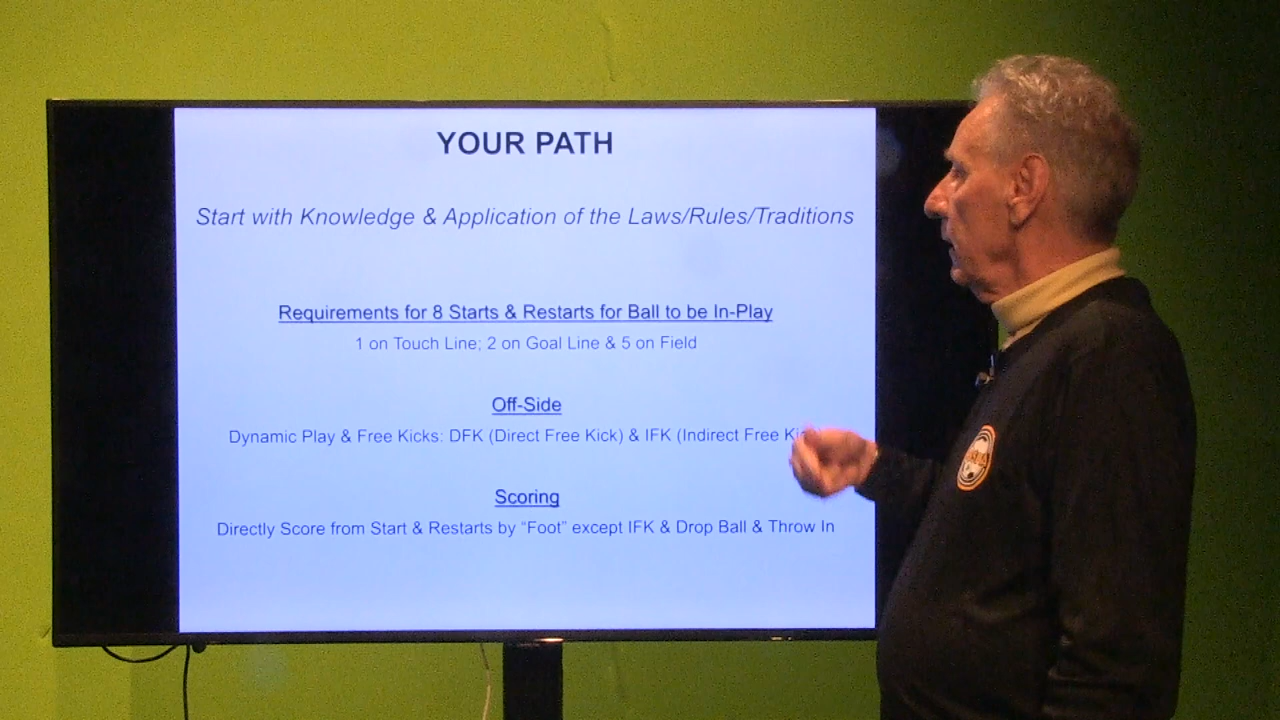 YOUR PATH
Start with Knowledge & Application of the Laws/Rules/Traditions
Requirements for 8 Starts & Restarts for Ball to be In-Play
1 on Touch Line; 2 on Goal Line & 5 on Field
Off-Side
Dynamic Play & Free Kicks: DFK (Direct Free Kick) & IFK (Indirect Free
Scoring
Directly Score from Start & Restarts by “Foot” except IFK & Drop Ball & Throw In